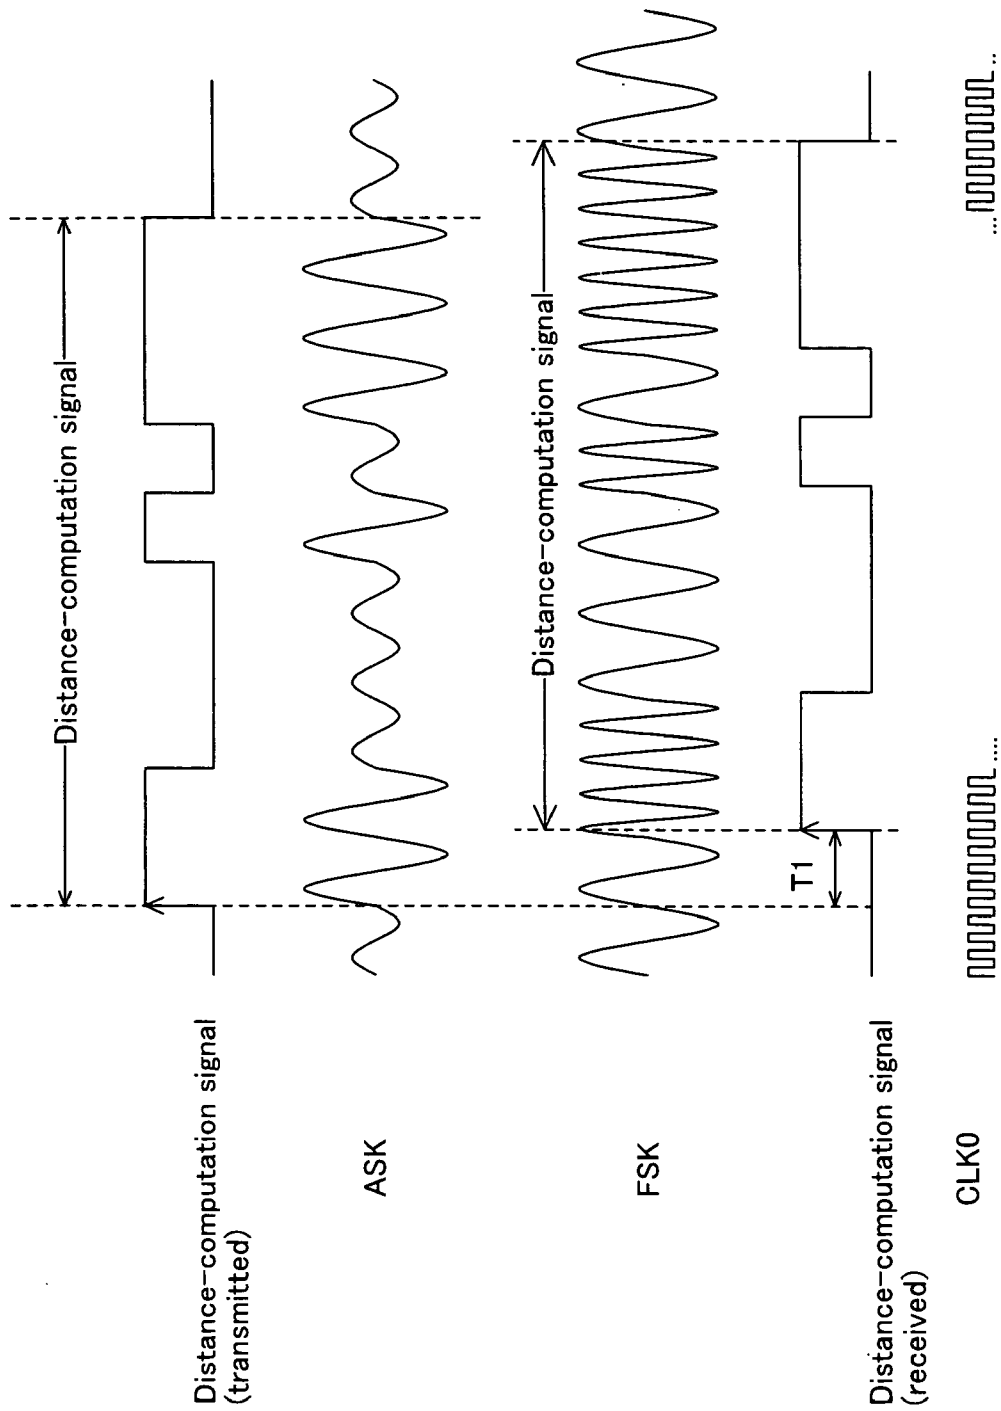 Distance-computation signal
Distance-computation signal
(transmitted)
ASK
Distance-computation signal
FSK
T1
Distance-computation signal
(received)
CLK0